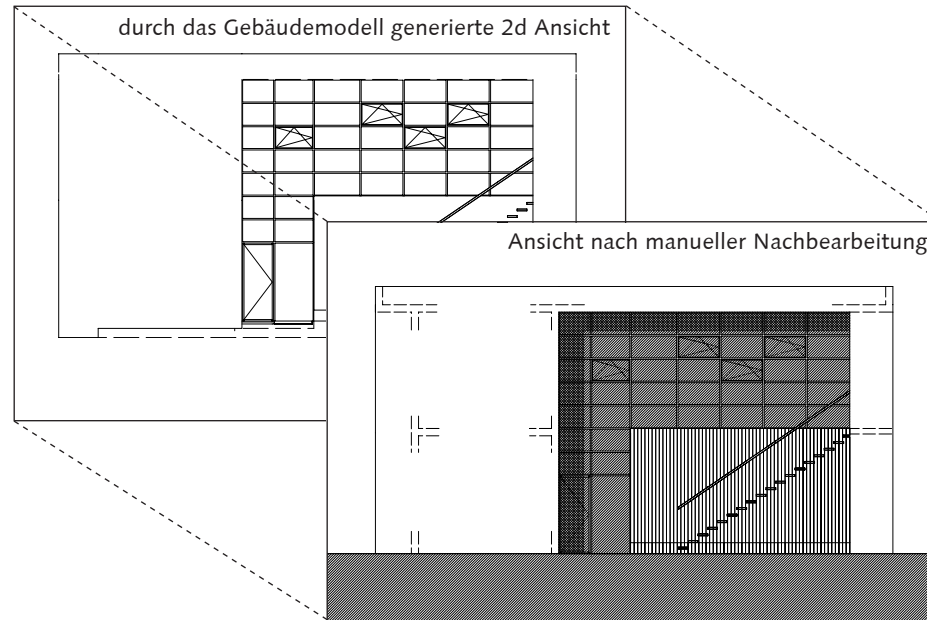 durch das Gebäudemodell generierte 2d Ansicht
Ansicht nach manueller Nachbearbeitung